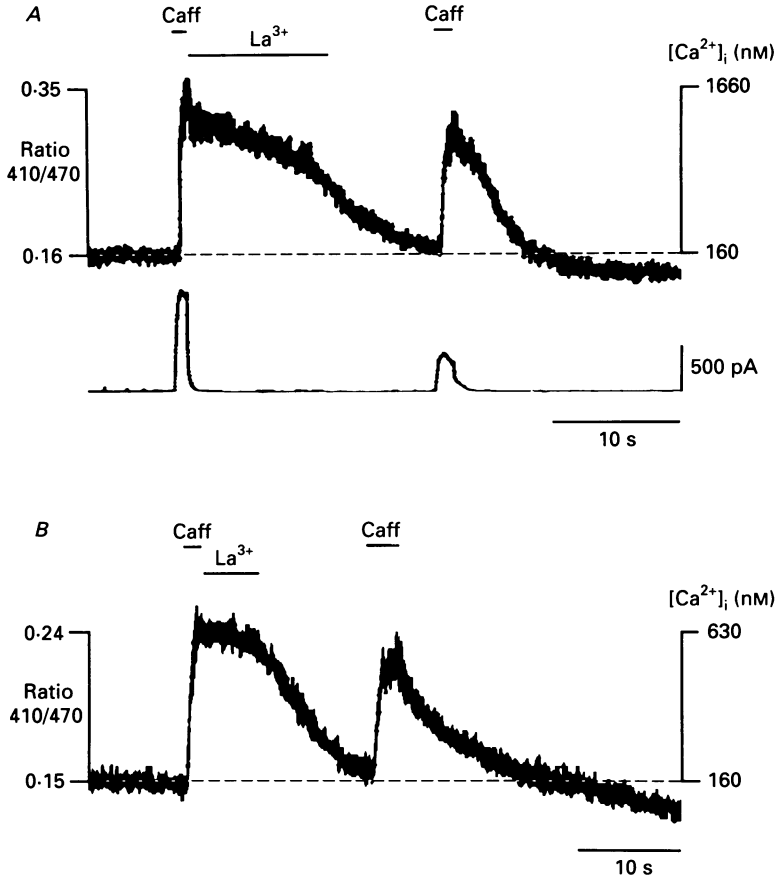 A
Caff
Caff
La³⁺
[Ca²⁺]ᵢ (nM)
0·35
1660
Ratio
410/470
0·16
160
500 pA
10 s
B
Caff
Caff
La³⁺
[Ca²⁺]ᵢ (nM)
0·24
630
Ratio
410/470
0·15
160
10 s